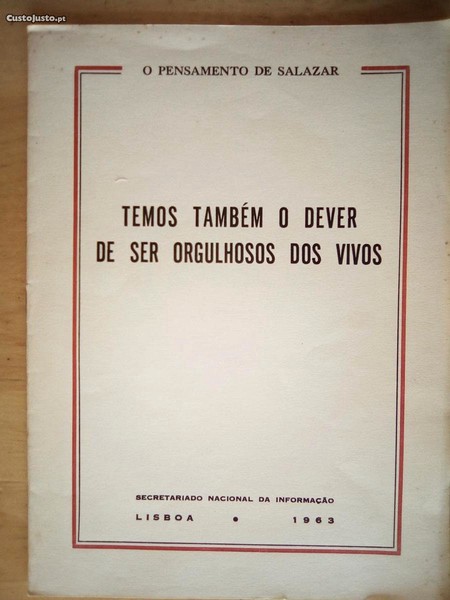 CustoJusto.pt
O PENSAMENTO DE SALAZAR
TEMOS TAMBÉM O DEVER
DE SER ORGULHOSOS DOS VIVOS
SECRETARIADO NACIONAL DA INFORMAÇÃO
LISBOA • 1963